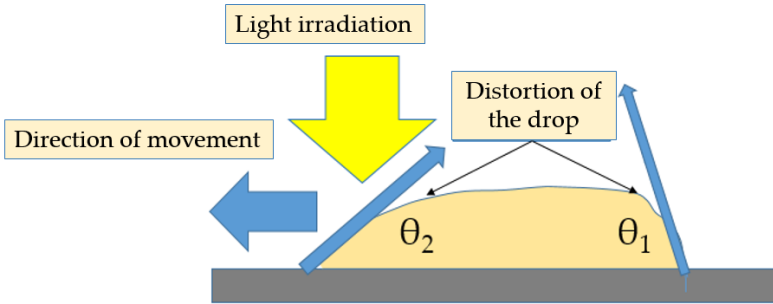 Light irradiation
Distortion of
the drop
Direction of movement
θ2
θ1